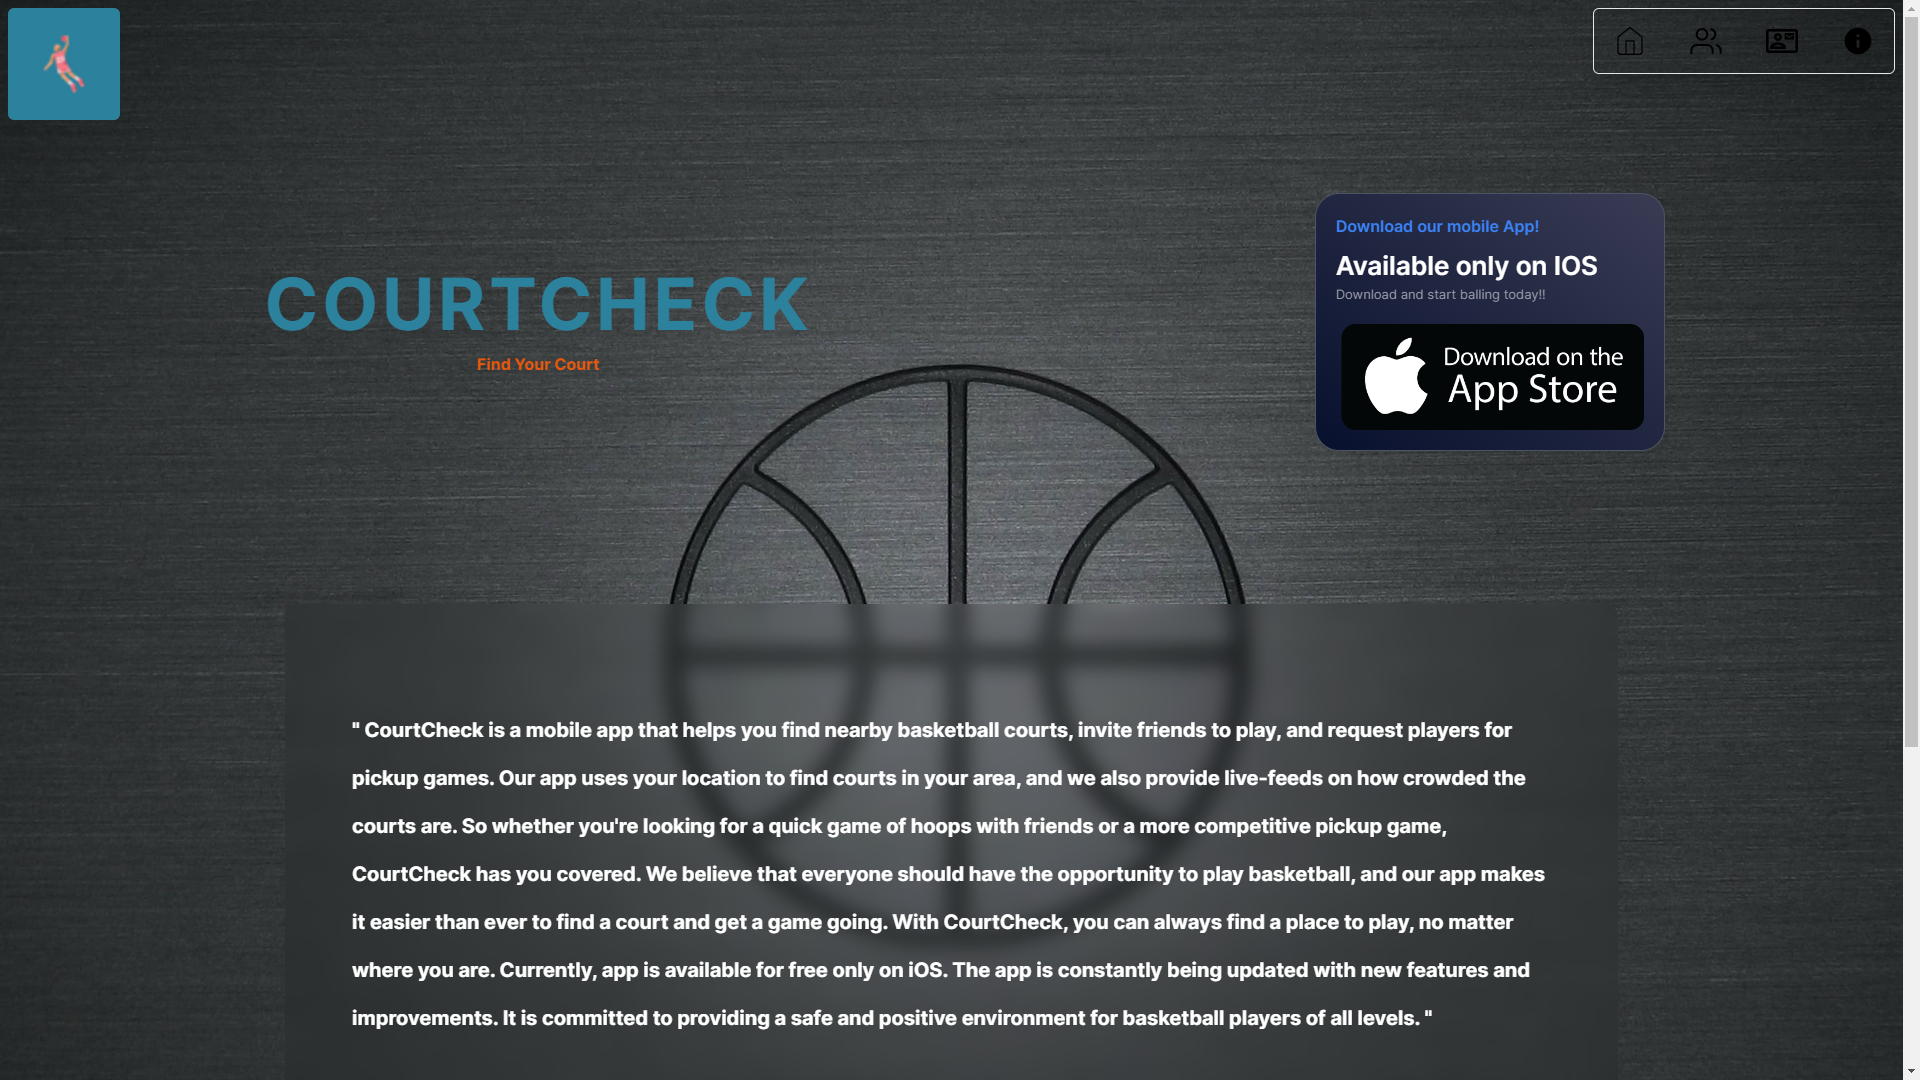 COURTCHECK
Find Your Court
Download our mobile App!
Available only on IOS
Download and start balling today!!
Download on the
App Store
" CourtCheck is a mobile app that helps you find nearby basketball courts, invite friends to play, and request players for
pickup games. Our app uses your location to find courts in your area, and we also provide live-feeds on how crowded the
courts are. So whether you're looking for a quick game of hoops with friends or a more competitive pickup game,
CourtCheck has you covered. We believe that everyone should have the opportunity to play basketball, and our app makes
it easier than ever to find a court and get a game going. With CourtCheck, you can always find a place to play, no matter
where you are. Currently, app is available for free only on iOS. The app is constantly being updated with new features and
improvements. It is committed to providing a safe and positive environment for basketball players of all levels. "